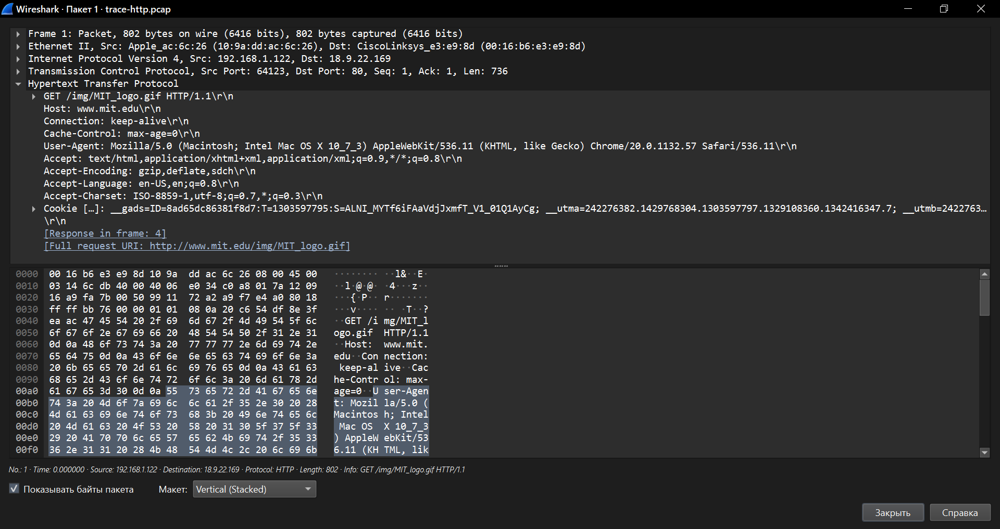 Wireshark · Пакет 1 · trace-http.pcap
Frame 1: Packet, 802 bytes on wire (6416 bits), 802 bytes captured (6416 bits)
Ethernet II, Src: Apple_ac:6c:26 (10:9a:dd:ac:6c:26), Dst: CiscoLinksys_e3:e9:8d (00:16:b6:e3:e9:8d)
Internet Protocol Version 4, Src: 192.168.1.122, Dst: 18.9.22.169
Transmission Control Protocol, Src Port: 64123, Dst Port: 80, Seq: 1, Ack: 1, Len: 736
Hypertext Transfer Protocol
GET /img/MIT_logo.gif HTTP/1.1\r\n
Host: www.mit.edu\r\n
Connection: keep-alive\r\n
Cache-Control: max-age=0\r\n
User-Agent: Mozilla/5.0 (Macintosh; Intel Mac OS X 10_7_3) AppleWebKit/536.11 (KHTML, like Gecko) Chrome/20.0.1132.57 Safari/536.11\r\n
Accept: text/html,application/xhtml+xml,application/xml;q=0.9,*/*;q=0.8\r\n
Accept-Encoding: gzip,deflate,sdch\r\n
Accept-Language: en-US,en;q=0.8\r\n
Accept-Charset: ISO-8859-1,utf-8;q=0.7,*;q=0.3\r\n
Cookie […]: __gads=ID=8ad65dc86381f8d7:T=1303597795:S=ALNI_MYTf6iFAaVdjJxmfT_V1_01Q1AyCg; __utma=242276382.1429768304.1303597797.1329108360.1342416347.7; __utmb=2422763…
\r\n
[Response in frame: 4]
[Full request URI: http://www.mit.edu/img/MIT_logo.gif]
0000 00 16 b6 e3 e9 8d 10 9a dd ac 6c 26 08 00 45 00 ········ ··l&··E·
0010 03 14 6c db 40 00 40 06 e0 34 c0 a8 01 7a 12 09 ··l·@·@· ·4···z··
0020 16 a9 fa 7b 00 50 99 11 72 a2 a9 f7 e4 a0 80 18 ···{·P·· r·······
0030 ff ff bb 76 00 00 01 01 08 0a 20 c6 54 df 8e 3f ···v···· ·· ·T··?
0040 ea ac 47 45 54 20 2f 69 6d 67 2f 4d 49 54 5f 6c ··GET /i mg/MIT_l
0050 6f 67 6f 2e 67 69 66 20 48 54 54 50 2f 31 2e 31 ogo.gif HTTP/1.1
0060 0d 0a 48 6f 73 74 3a 20 77 77 77 2e 6d 69 74 2e ··Host: www.mit.
0070 65 64 75 0d 0a 43 6f 6e 6e 65 63 74 69 6f 6e 3a edu··Con nection:
0080 20 6b 65 65 70 2d 61 6c 69 76 65 0d 0a 43 61 63 keep-al ive··Cac
0090 68 65 2d 43 6f 6e 74 72 6f 6c 3a 20 6d 61 78 2d he-Contr ol: max-
00a0 61 67 65 3d 30 0d 0a 55 73 65 72 2d 41 67 65 6e age=0··U ser-Agen
00b0 74 3a 20 4d 6f 7a 69 6c 6c 61 2f 35 2e 30 20 28 t: Mozil la/5.0 (
00c0 4d 61 63 69 6e 74 6f 73 68 3b 20 49 6e 74 65 6c Macintos h; Intel
00d0 20 4d 61 63 20 4f 53 20 58 20 31 30 5f 37 5f 33 Mac OS X 10_7_3
00e0 29 20 41 70 70 6c 65 57 65 62 4b 69 74 2f 35 33 ) AppleW ebKit/53
00f0 36 2e 31 31 20 28 4b 48 54 4d 4c 2c 20 6c 69 6b 6.11 (KH TML, lik
No.: 1 · Time: 0.000000 · Source: 192.168.1.122 · Destination: 18.9.22.169 · Protocol: HTTP · Length: 802 · Info: GET /img/MIT_logo.gif HTTP/1.1
Показывать байты пакета Макет: Vertical (Stacked)
Закрыть Справка